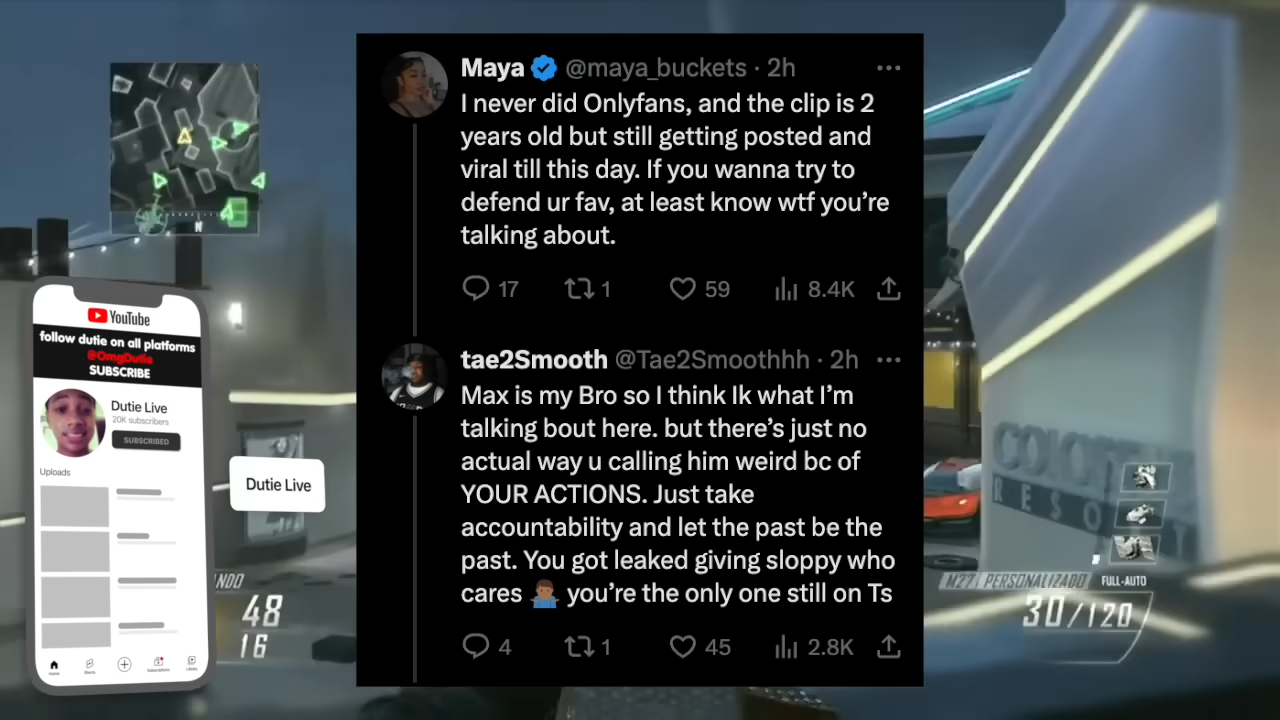 Maya @maya_buckets · 2h
I never did Onlyfans, and the clip is 2
years old but still getting posted and
viral till this day. If you wanna try to
defend ur fav, at least know wtf you're
talking about.
17 1 59 8.4K
tae2Smooth @Tae2Smoothhh · 2h
Max is my Bro so I think Ik what I'm
talking bout here. but there's just no
actual way u calling him weird bc of
YOUR ACTIONS. Just take
accountability and let the past be the
past. You got leaked giving sloppy who
cares 🤷🏾‍♂️ you're the only one still on Ts
4 1 45 2.8K
N
YouTube
follow dutie on all platforms
@OmgDutie
SUBSCRIBE
Dutie Live
20K subscribers
SUBSCRIBED
Uploads
Home
Shorts
Subscriptions
Library
Dutie Live
48
16
RESORT
M27 PERSONALIZADO FULL-AUTO
30/120